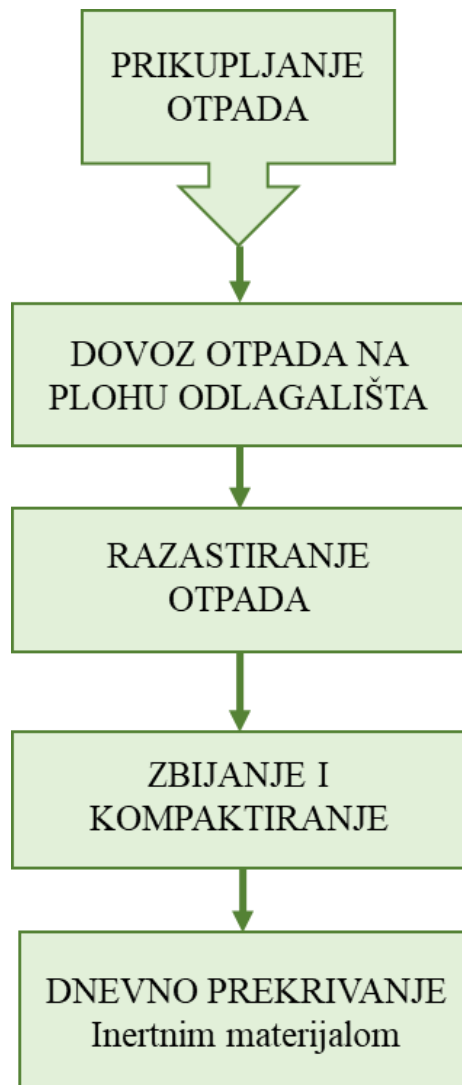 PRIKUPLJANJE
OTPADA
DOVOZ OTPADA NA
PLOHU ODLAGALIŠTA
RAZASTIRANJE
OTPADA
ZBIJANJE I
KOMPAKTIRANJE
DNEVNO PREKRIVANJE
Inertnim materijalom